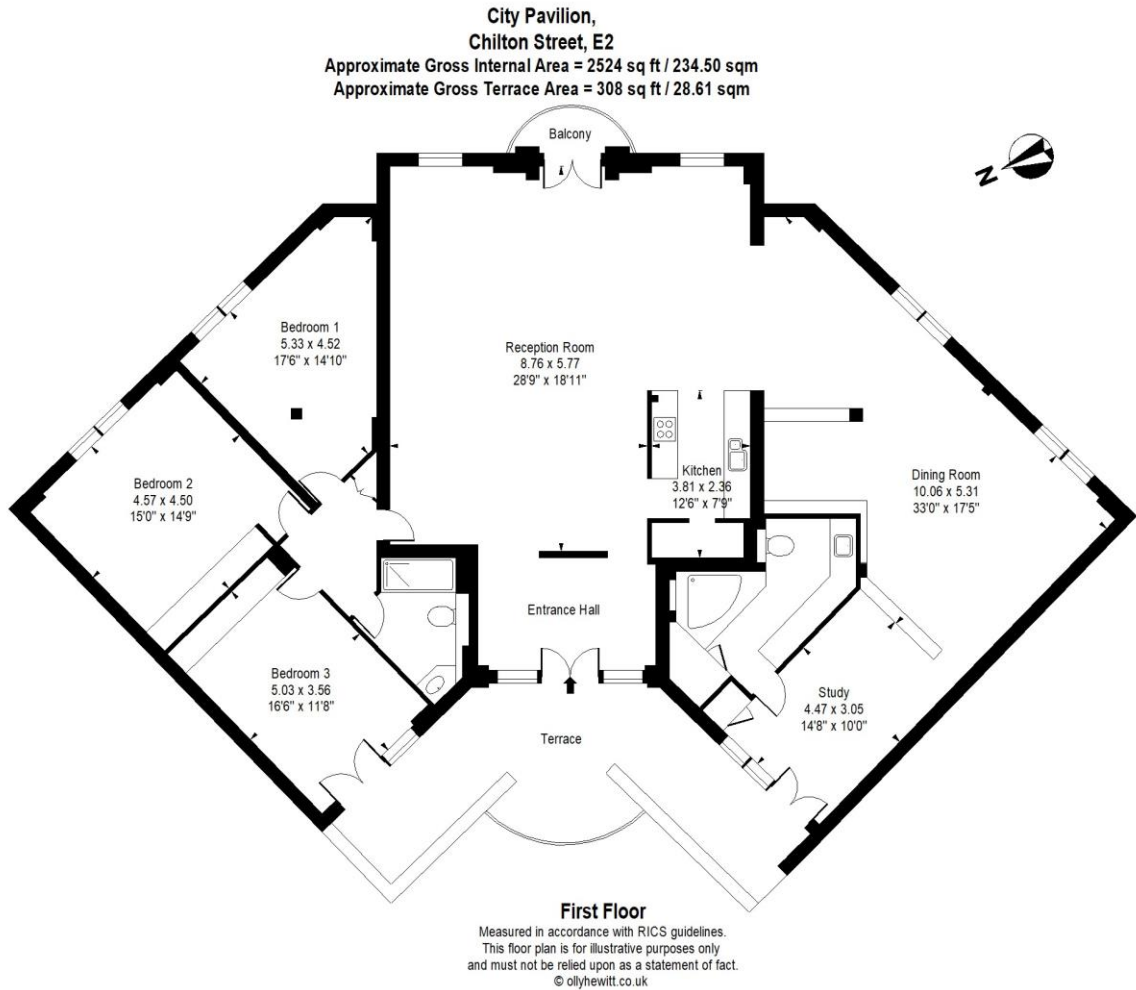 City Pavilion,
Chilton Street, E2
Approximate Gross Internal Area = 2524 sq ft / 234.50 sqm
Approximate Gross Terrace Area = 308 sq ft / 28.61 sqm
Balcony
N
Bedroom 1
5.33 x 4.52
17'6" x 14'10"
Reception Room
8.76 x 5.77
28'9" x 18'11"
Kitchen
3.81 x 2.36
12'6" x 7'9"
Bedroom 2
4.57 x 4.50
15'0" x 14'9"
Dining Room
10.06 x 5.31
33'0" x 17'5"
Entrance Hall
Bedroom 3
5.03 x 3.56
16'6" x 11'8"
Study
4.47 x 3.05
14'8" x 10'0"
Terrace
First Floor
Measured in accordance with RICS guidelines.
This floor plan is for illustrative purposes only
and must not be relied upon as a statement of fact.
© ollyhewitt.co.uk